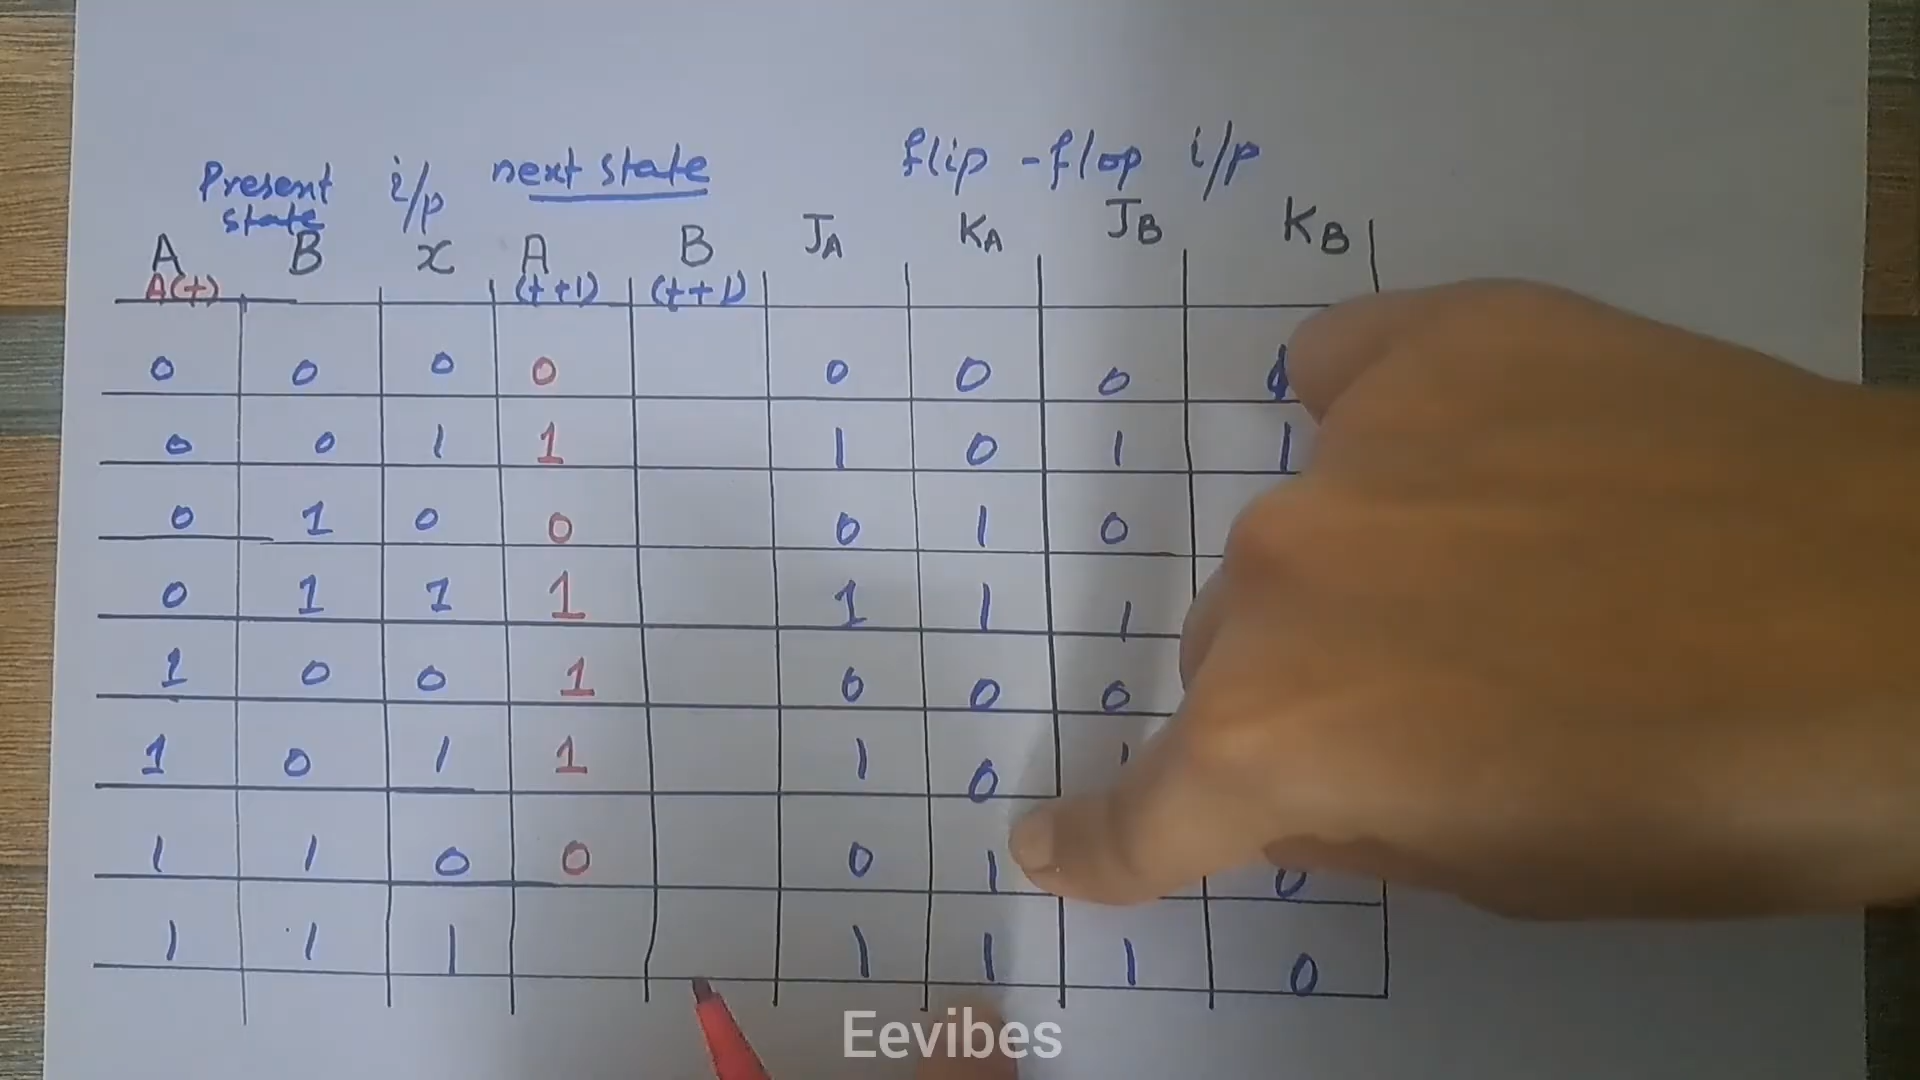 Present i/p next state flip-flop i/p
state
A B x A B JA KA JB KB
A(t) (t+1) (t+1)
0 0 0 0 0 0 0
0 0 1 1 1 0 1 1
0 1 0 0 0 1 0
0 1 1 1 1 1 1
1 0 0 1 0 0 0
1 0 1 1 1 0 1
1 1 0 0 0 1 0
1 1 1 1 1 1 0
Eevibes